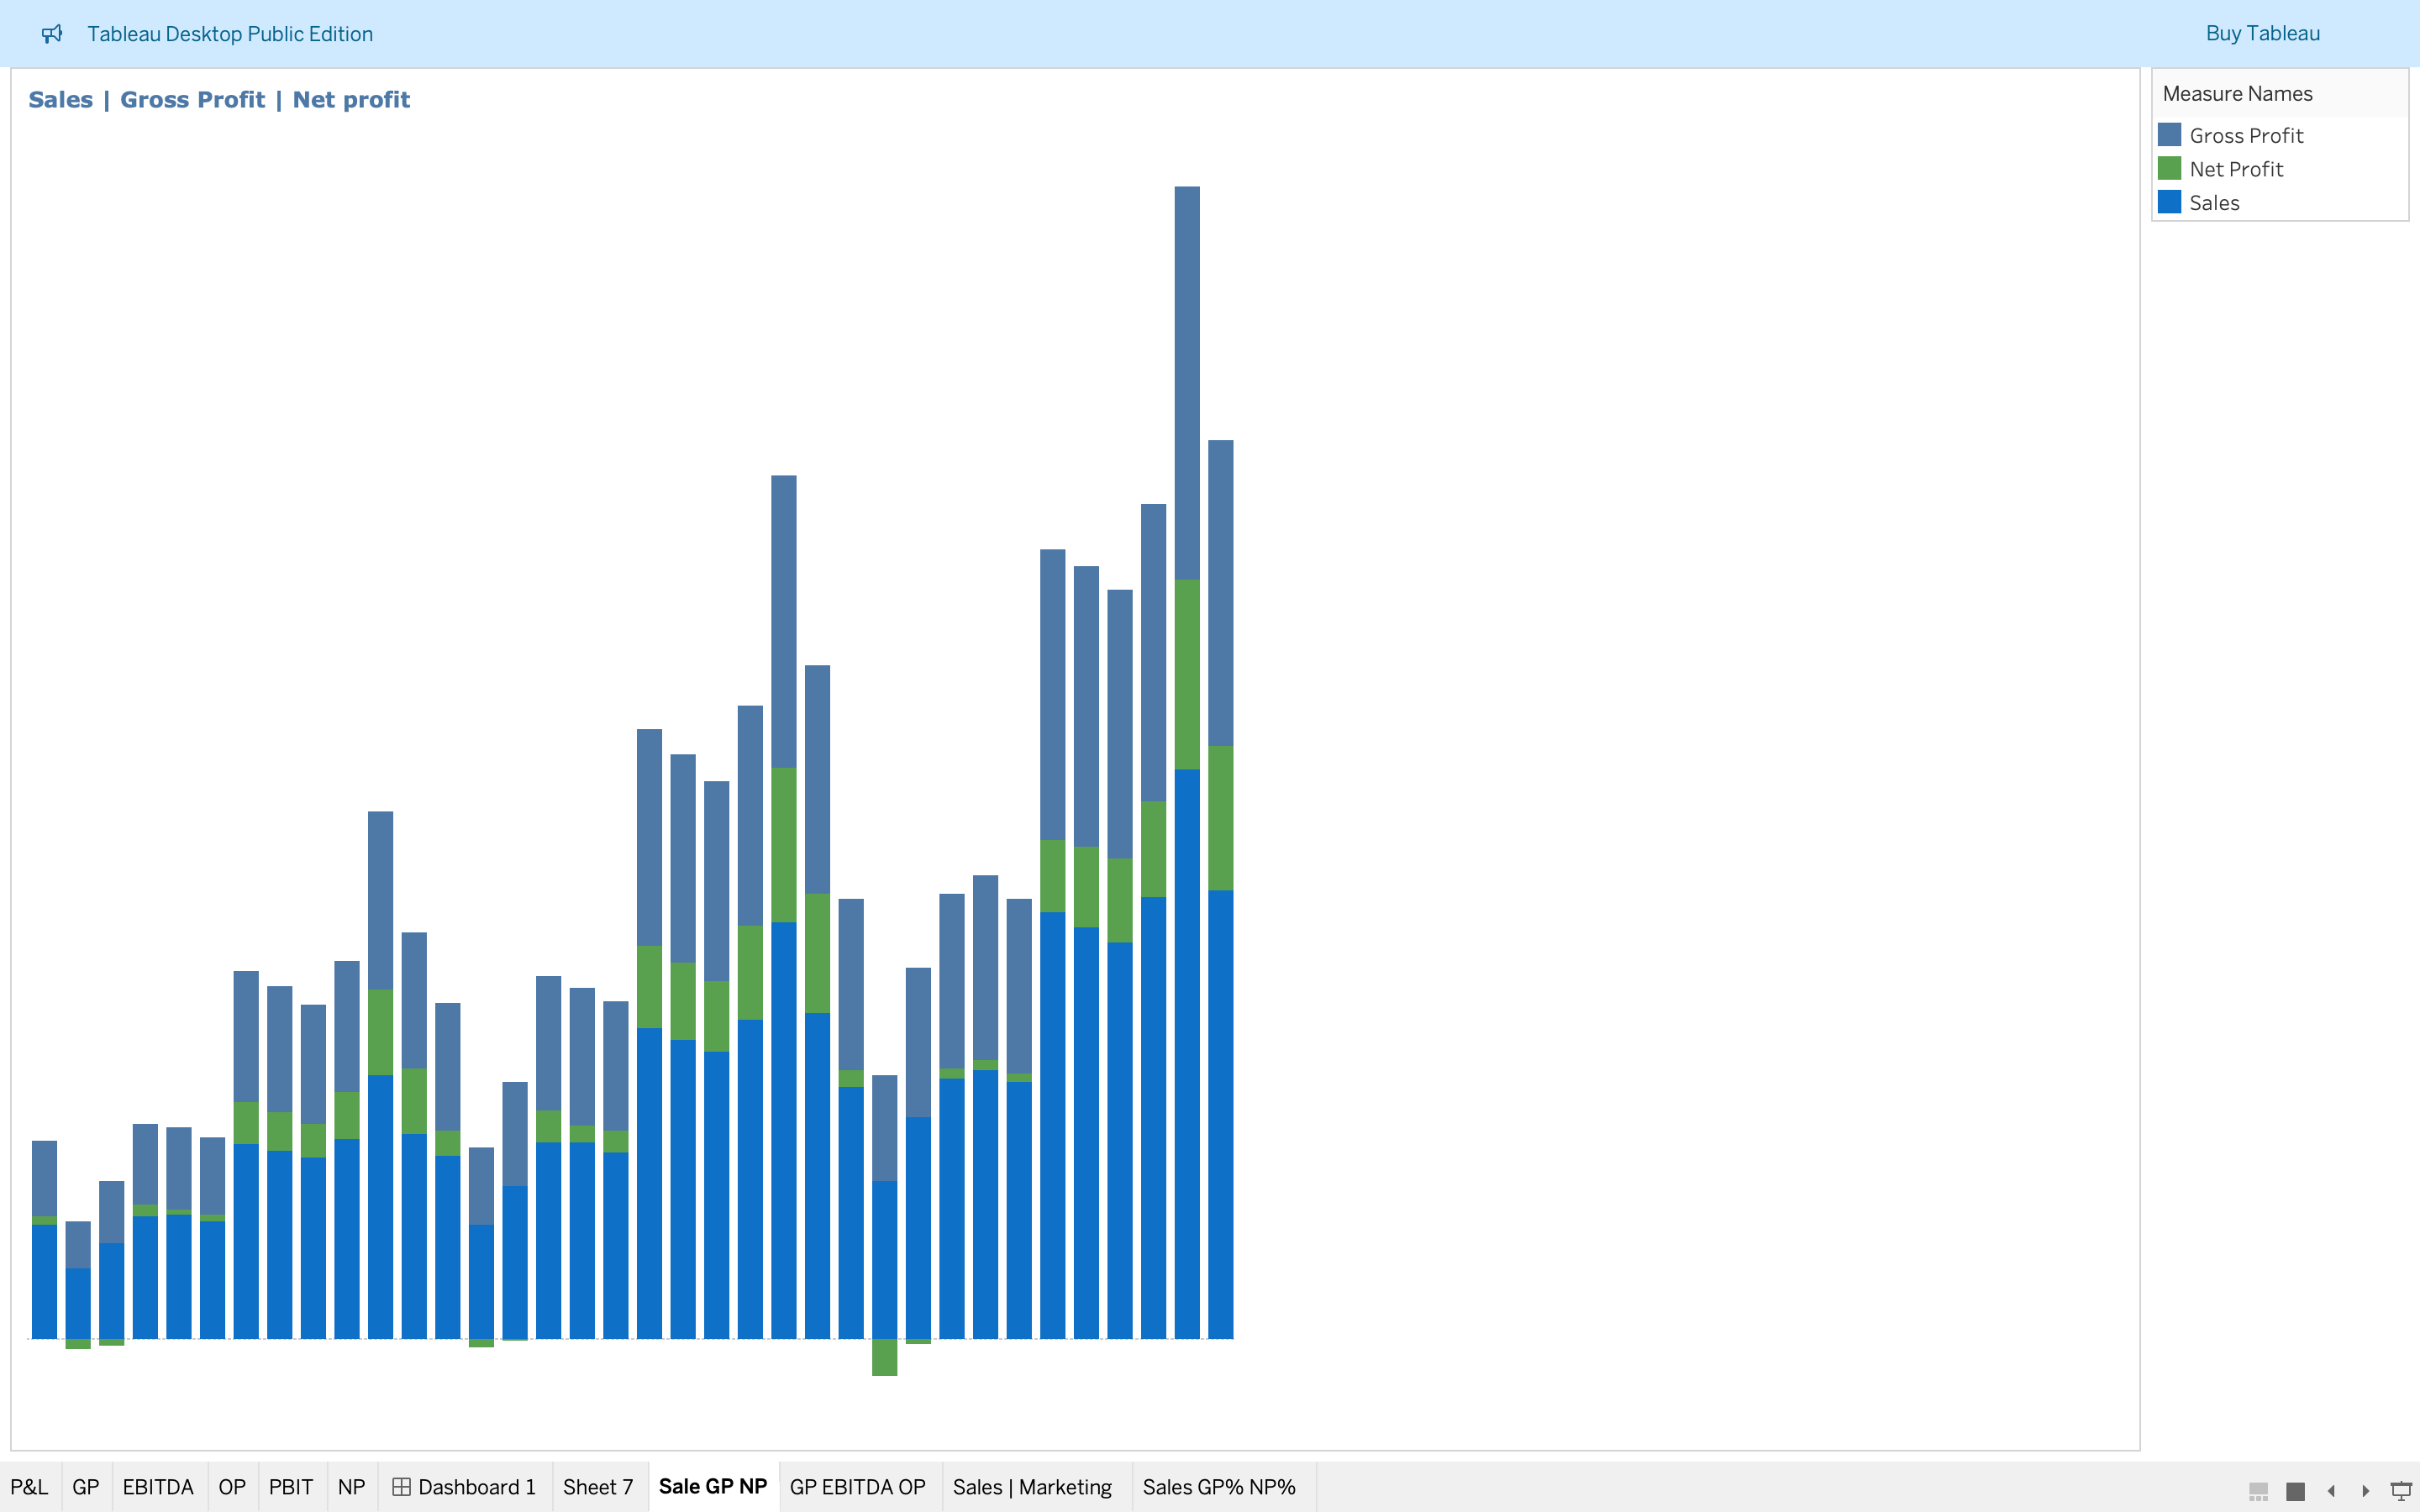 Tableau Desktop Public Edition
Buy Tableau
Sales | Gross Profit | Net profit
Measure Names
Gross Profit
Net Profit
Sales
P&L GP EBITDA OP PBIT NP Dashboard 1 Sheet 7 Sale GP NP GP EBITDA OP Sales | Marketing Sales GP% NP%